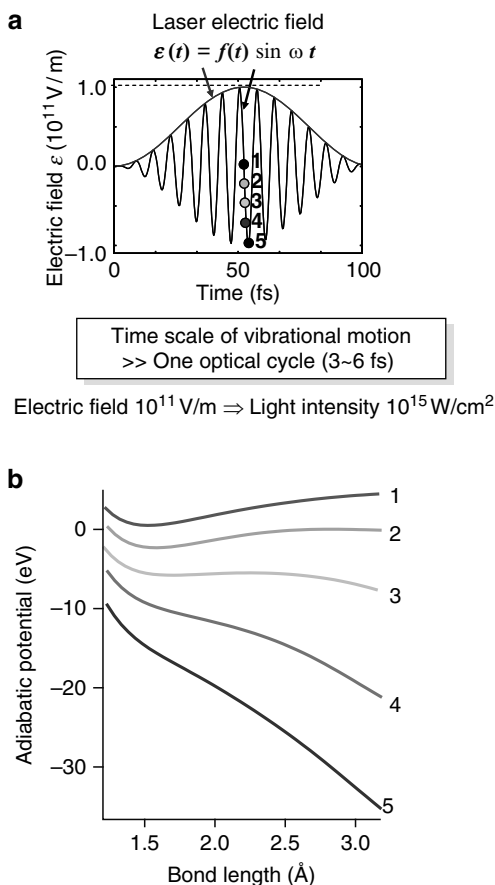 a
Laser electric field
ε(t) = f(t) sin ω t
Electric field ε (10¹¹ V/m)
1.0
0.0
−1.0
1
2
3
4
5
0
50
100
Time (fs)
Time scale of vibrational motion
>> One optical cycle (3~6 fs)
Electric field 10¹¹ V/m ⇒ Light intensity 10¹⁵ W/cm²
b
Adiabatic potential (eV)
0
−10
−20
−30
1
2
3
4
5
1.5
2.0
2.5
3.0
Bond length (Å)